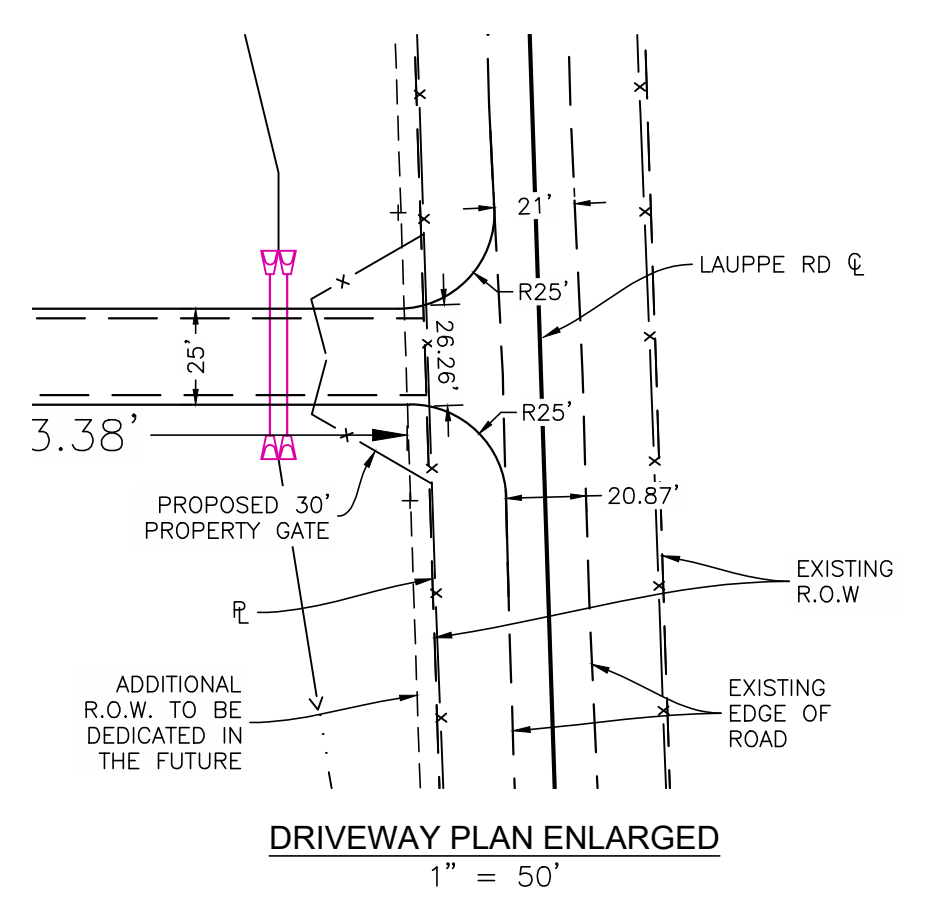 21'
LAUPPE RD ℄
R25'
26.26'
25'
R25'
3.38'
20.87'
PROPOSED 30'
PROPERTY GATE
EXISTING
R.O.W
℄
ADDITIONAL
R.O.W. TO BE
DEDICATED IN
THE FUTURE
EXISTING
EDGE OF
ROAD
DRIVEWAY PLAN ENLARGED
1" = 50'